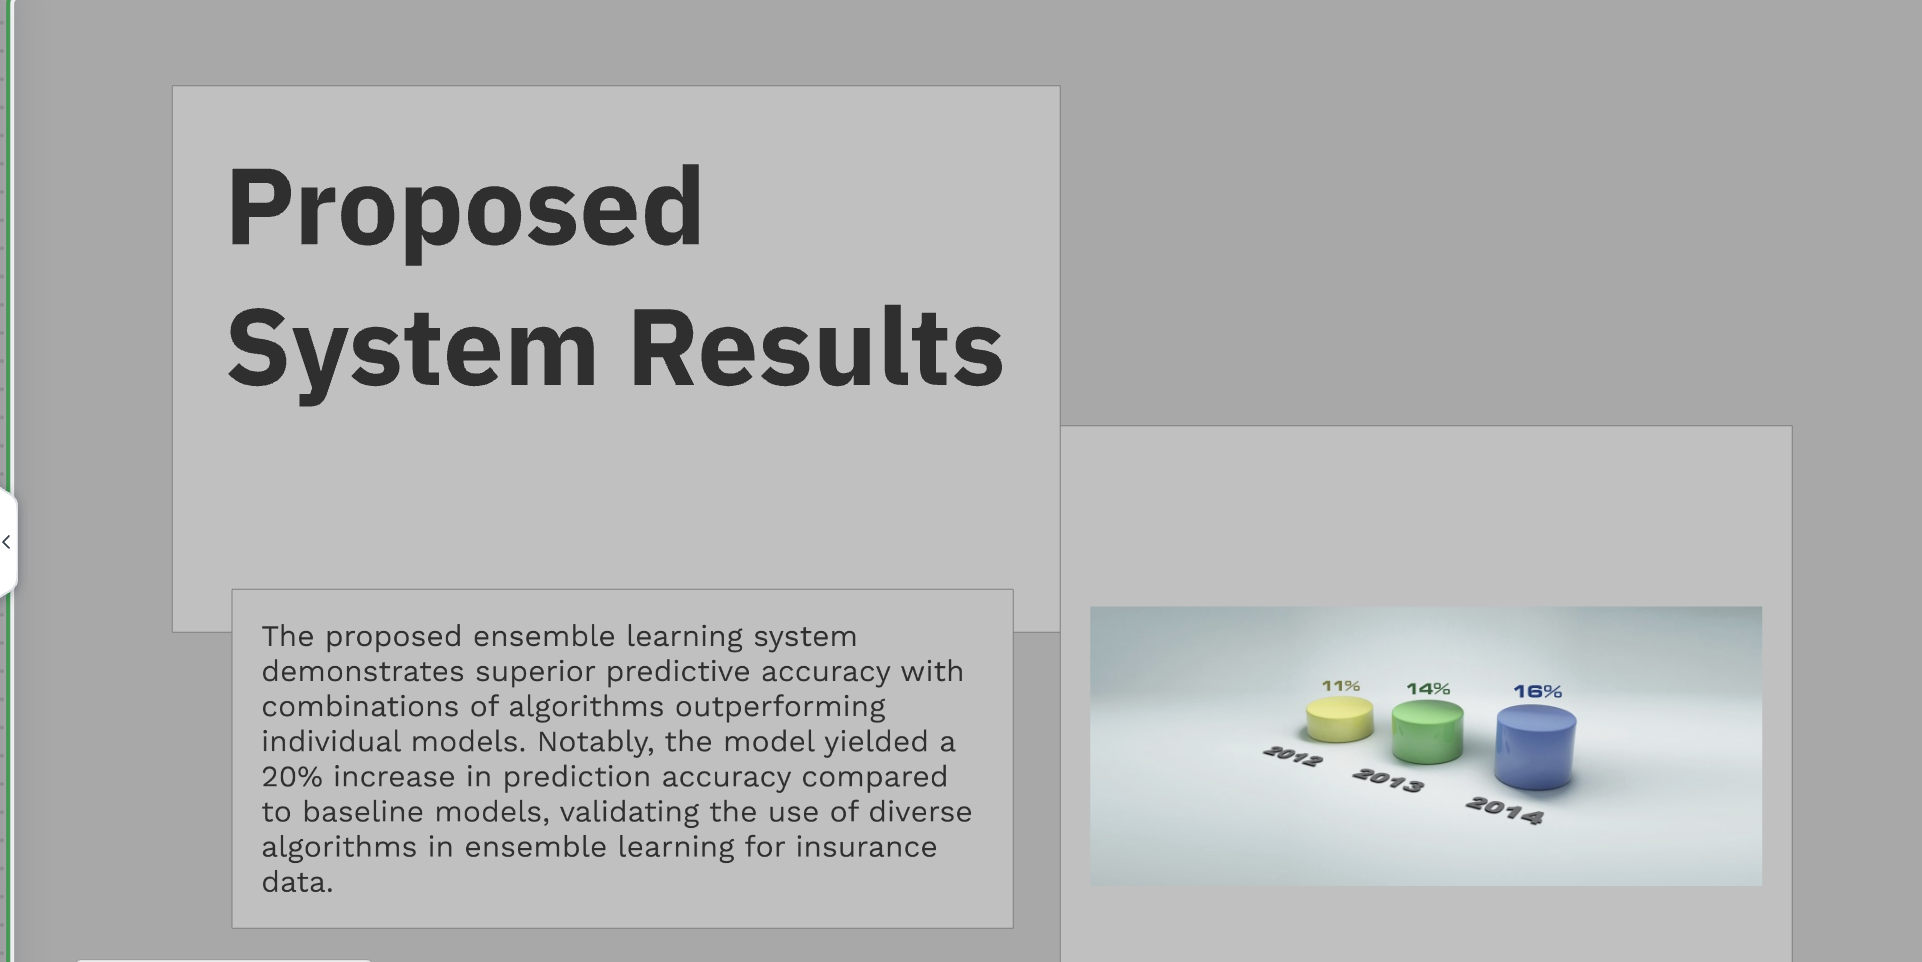 Proposed
System Results
The proposed ensemble learning system
demonstrates superior predictive accuracy with
combinations of algorithms outperforming
individual models. Notably, the model yielded a
20% increase in prediction accuracy compared
to baseline models, validating the use of diverse
algorithms in ensemble learning for insurance
data.
11% 14% 16%
2012 2013 2014